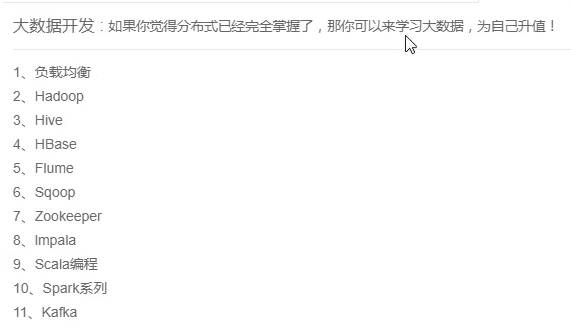 大数据开发：如果你觉得分布式已经完全掌握了，那你可以来学习大数据，为自己升值！
1、负载均衡
2、Hadoop
3、Hive
4、HBase
5、Flume
6、Sqoop
7、Zookeeper
8、Impala
9、Scala编程
10、Spark系列
11、Kafka